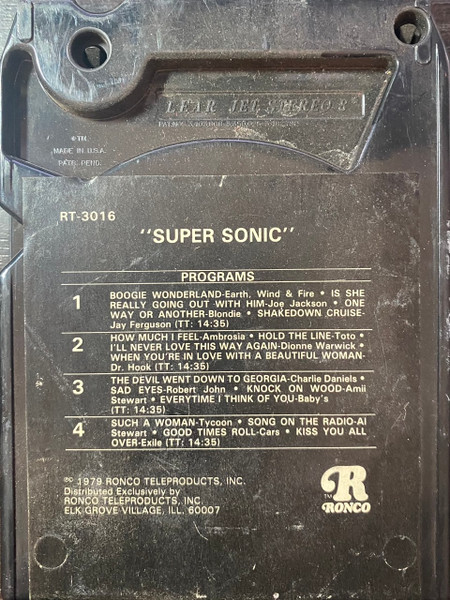 LEAR JET STEREO 8
©TM
MADE IN U.S.A.
PATS. PEND.
RT-3016
"SUPER SONIC"
PROGRAMS
1 BOOGIE WONDERLAND-Earth, Wind & Fire • IS SHE
REALLY GOING OUT WITH HIM-Joe Jackson • ONE
WAY OR ANOTHER-Blondie • SHAKEDOWN CRUISE-
Jay Ferguson (TT: 14:35)
2 HOW MUCH I FEEL-Ambrosia • HOLD THE LINE-Toto •
I'LL NEVER LOVE THIS WAY AGAIN-Dionne Warwick •
WHEN YOU'RE IN LOVE WITH A BEAUTIFUL WOMAN-
Dr. Hook (TT: 14:35)
3 THE DEVIL WENT DOWN TO GEORGIA-Charlie Daniels •
SAD EYES-Robert John • KNOCK ON WOOD-Amii
Stewart • EVERYTIME I THINK OF YOU-Baby's
(TT: 14:35)
4 SUCH A WOMAN-Tycoon • SONG ON THE RADIO-Al
Stewart • GOOD TIMES ROLL-Cars • KISS YOU ALL
OVER-Exile (TT: 14:35)
℗ 1979 RONCO TELEPRODUCTS, INC.
Distributed Exclusively by
RONCO TELEPRODUCTS, INC.
ELK GROVE VILLAGE, ILL. 60007
R
TM RONCO